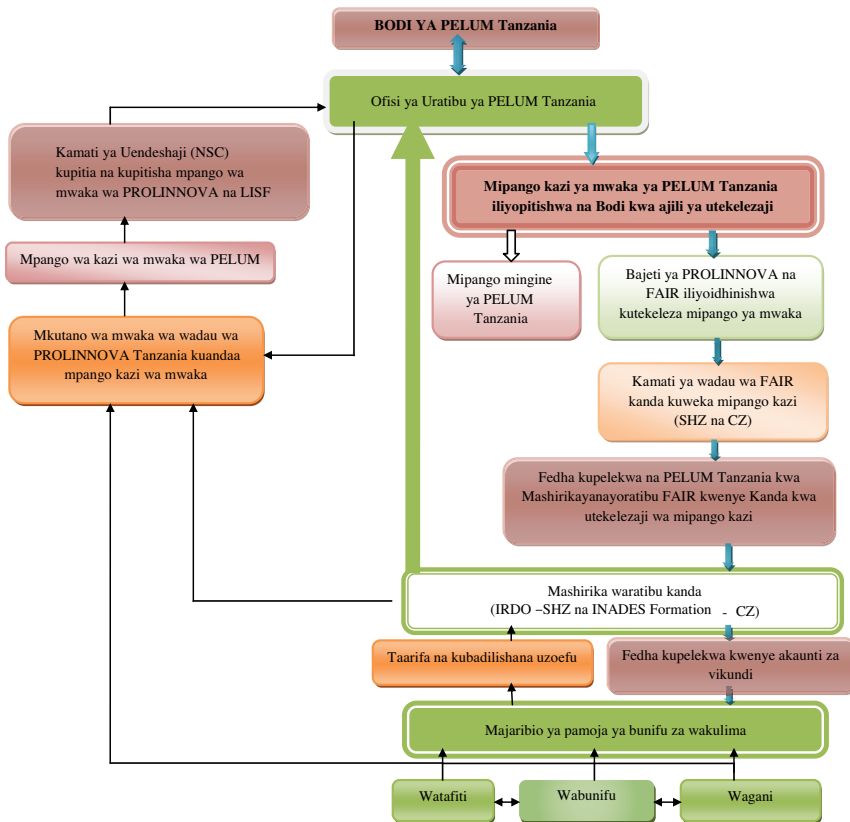 BODI YA PELUM Tanzania
Ofisi ya Uratibu ya PELUM Tanzania
Kamati ya Uendeshaji (NSC)
kupitia na kupitisha mpango wa
mwaka wa PROLINNOVA na LISF
Mipango kazi ya mwaka ya PELUM Tanzania
iliyopitishwa na Bodi kwa ajili ya utekelezaji
Mpango wa kazi wa mwaka wa PELUM
Mipango mingine
ya PELUM
Tanzania
Bajeti ya PROLINNOVA na
FAIR iliyoidhinishwa
kutekeleza mipango ya mwaka
Mkutano wa mwaka wa wadau wa
PROLINNOVA Tanzania kuandaa
mpango kazi wa mwaka
Kamati ya wadau wa FAIR
kanda kuweka mipango kazi
(SHZ na CZ)
Fedha kupelekwa na PELUM Tanzania kwa
Mashirikayanayoratibu FAIR kwenye Kanda kwa
utekelezaji wa mipango kazi
Mashirika waratibu kanda
(IRDO –SHZ na INADES Formation - CZ)
Taarifa na kubadilishana uzoefu
Fedha kupelekwa kwenye akaunti za
vikundi
Majaribio ya pamoja ya bunifu za wakulima
Watafiti
Wabunifu
Wagani